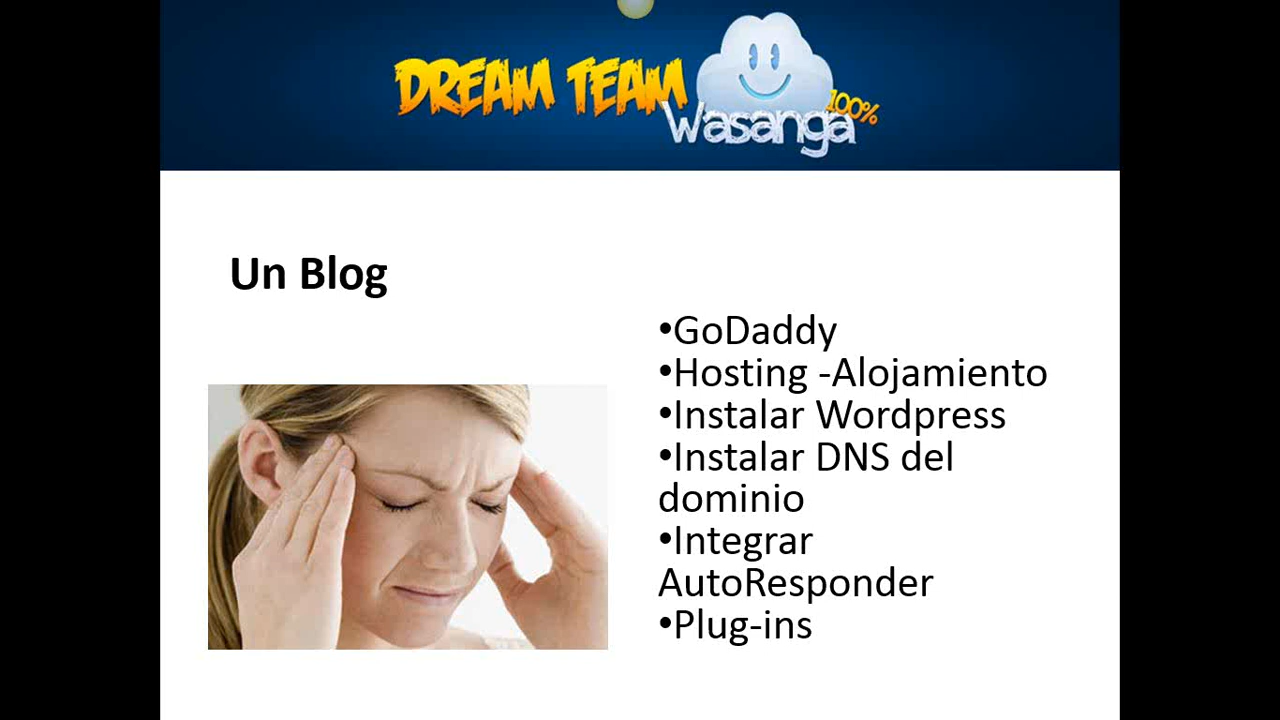 DREAM TEAM
100%
Wasanga
Un Blog
•GoDaddy
•Hosting -Alojamiento
•Instalar Wordpress
•Instalar DNS del
dominio
•Integrar
AutoResponder
•Plug-ins